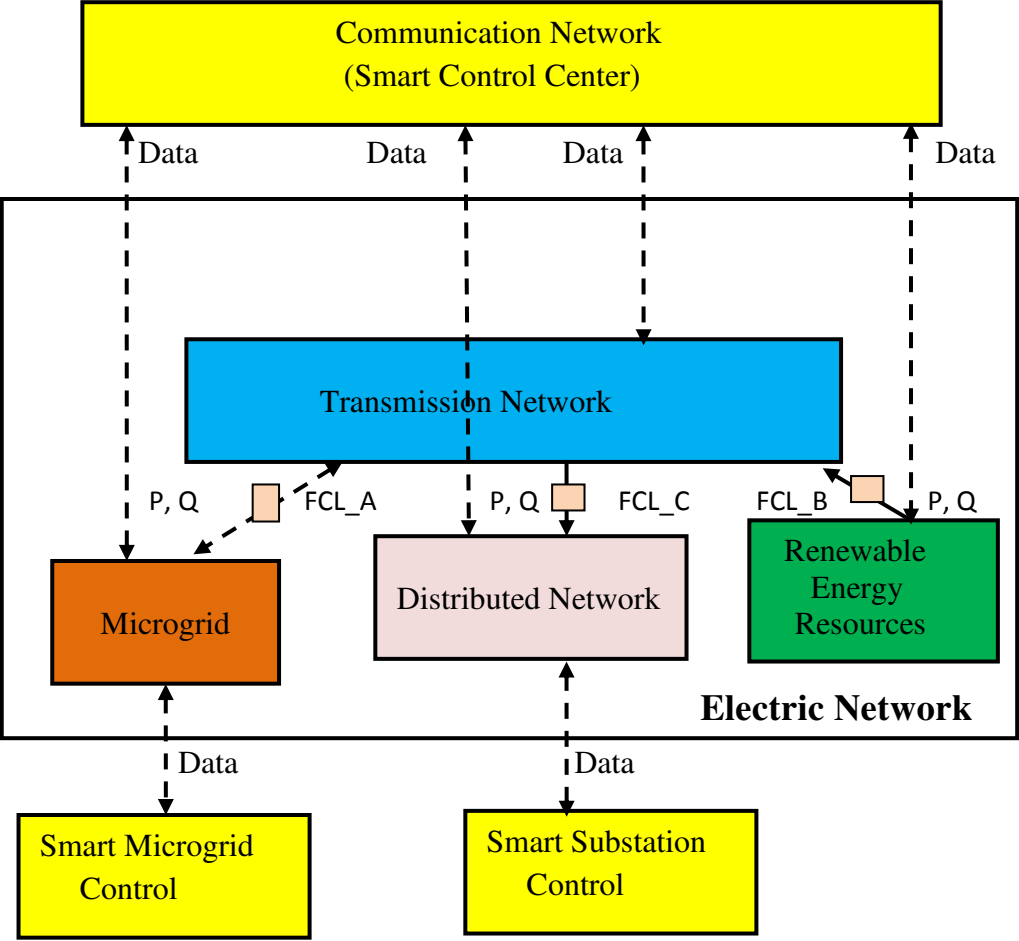 Communication Network
(Smart Control Center)
Data
Data
Data
Data
Transmission Network
P, Q
FCL_A
P, Q
FCL_C
FCL_B
P, Q
Microgrid
Distributed Network
Renewable
Energy
Resources
Electric Network
Data
Data
Smart Microgrid
Control
Smart Substation
Control